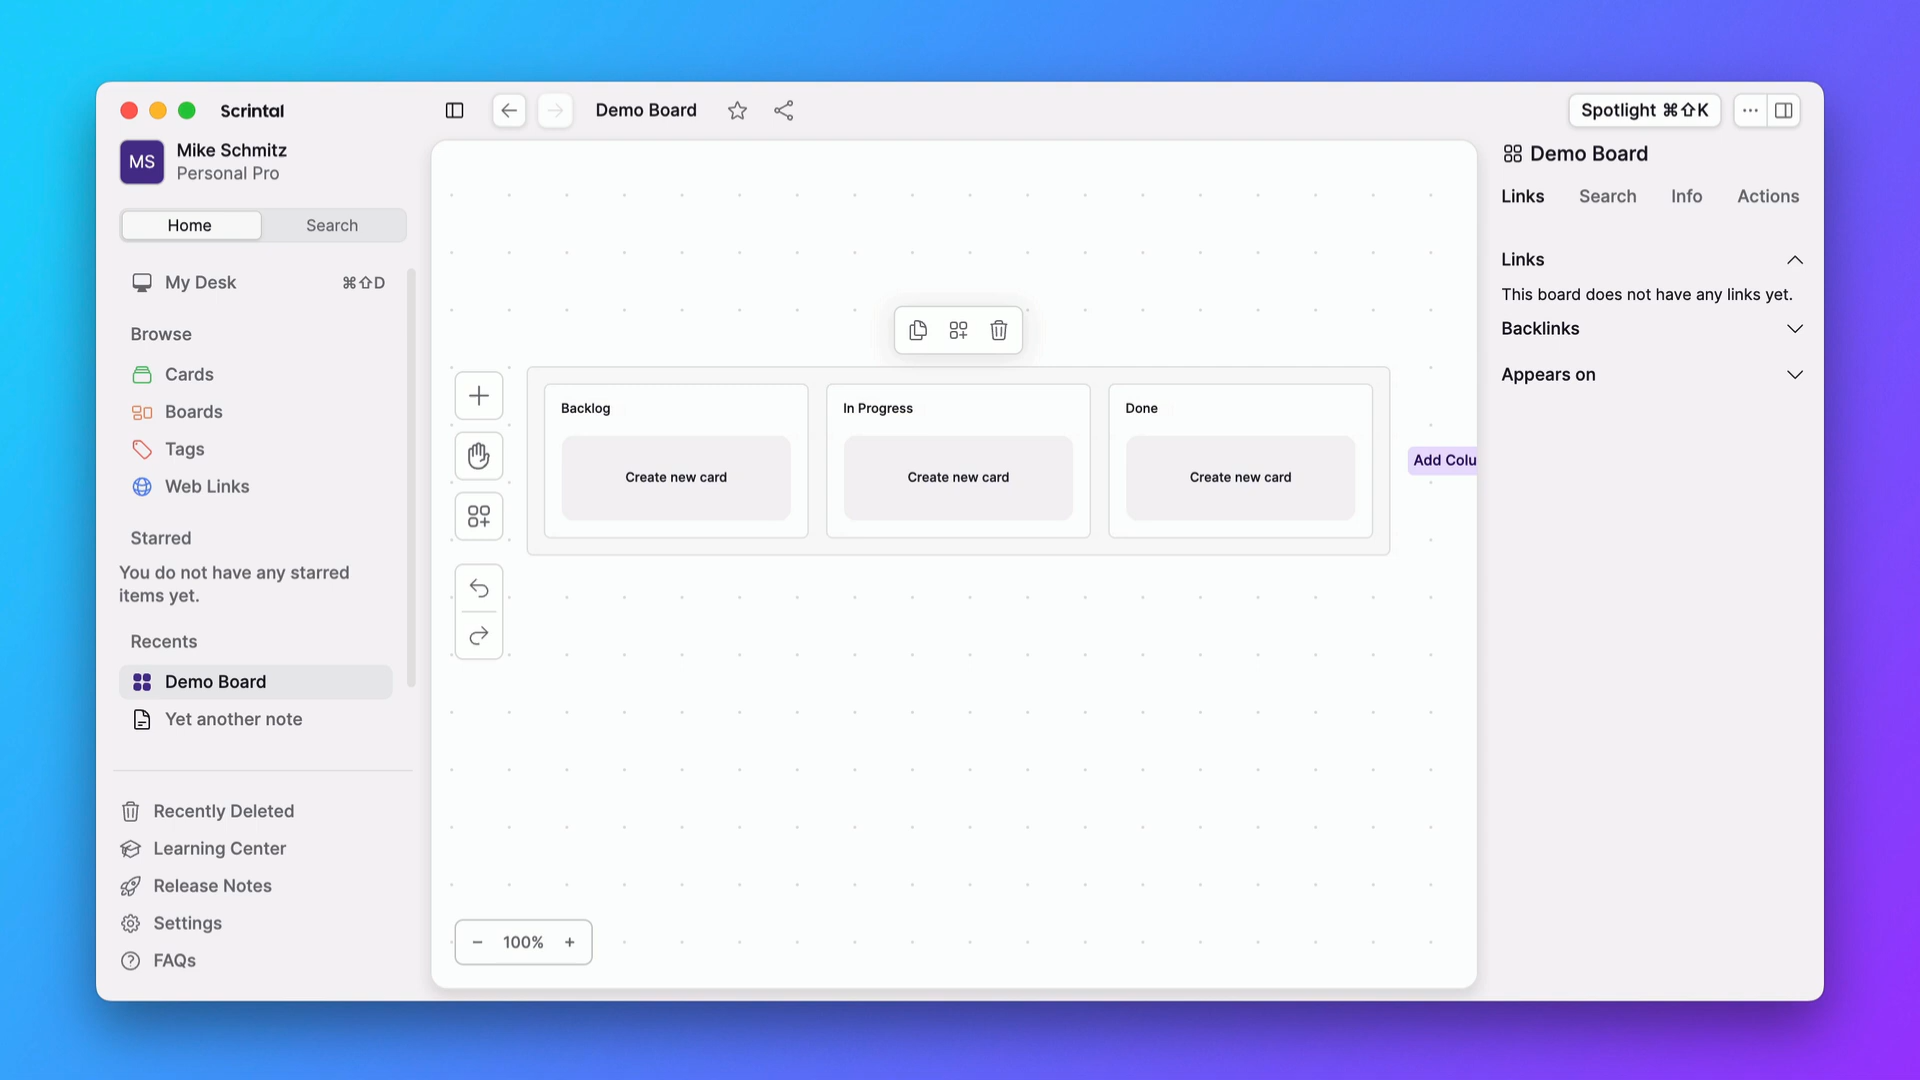 Scrintal
Demo Board
Spotlight ⌘⇧K
MS
Mike Schmitz
Personal Pro
Home
Search
My Desk
⌘⇧D
Browse
Cards
Boards
Tags
Web Links
Starred
You do not have any starred
items yet.
Recents
Demo Board
Yet another note
Recently Deleted
Learning Center
Release Notes
Settings
FAQs
Backlog
Create new card
In Progress
Create new card
Done
Create new card
Add Colu
− 100% +
Demo Board
Links
Search
Info
Actions
Links
This board does not have any links yet.
Backlinks
Appears on